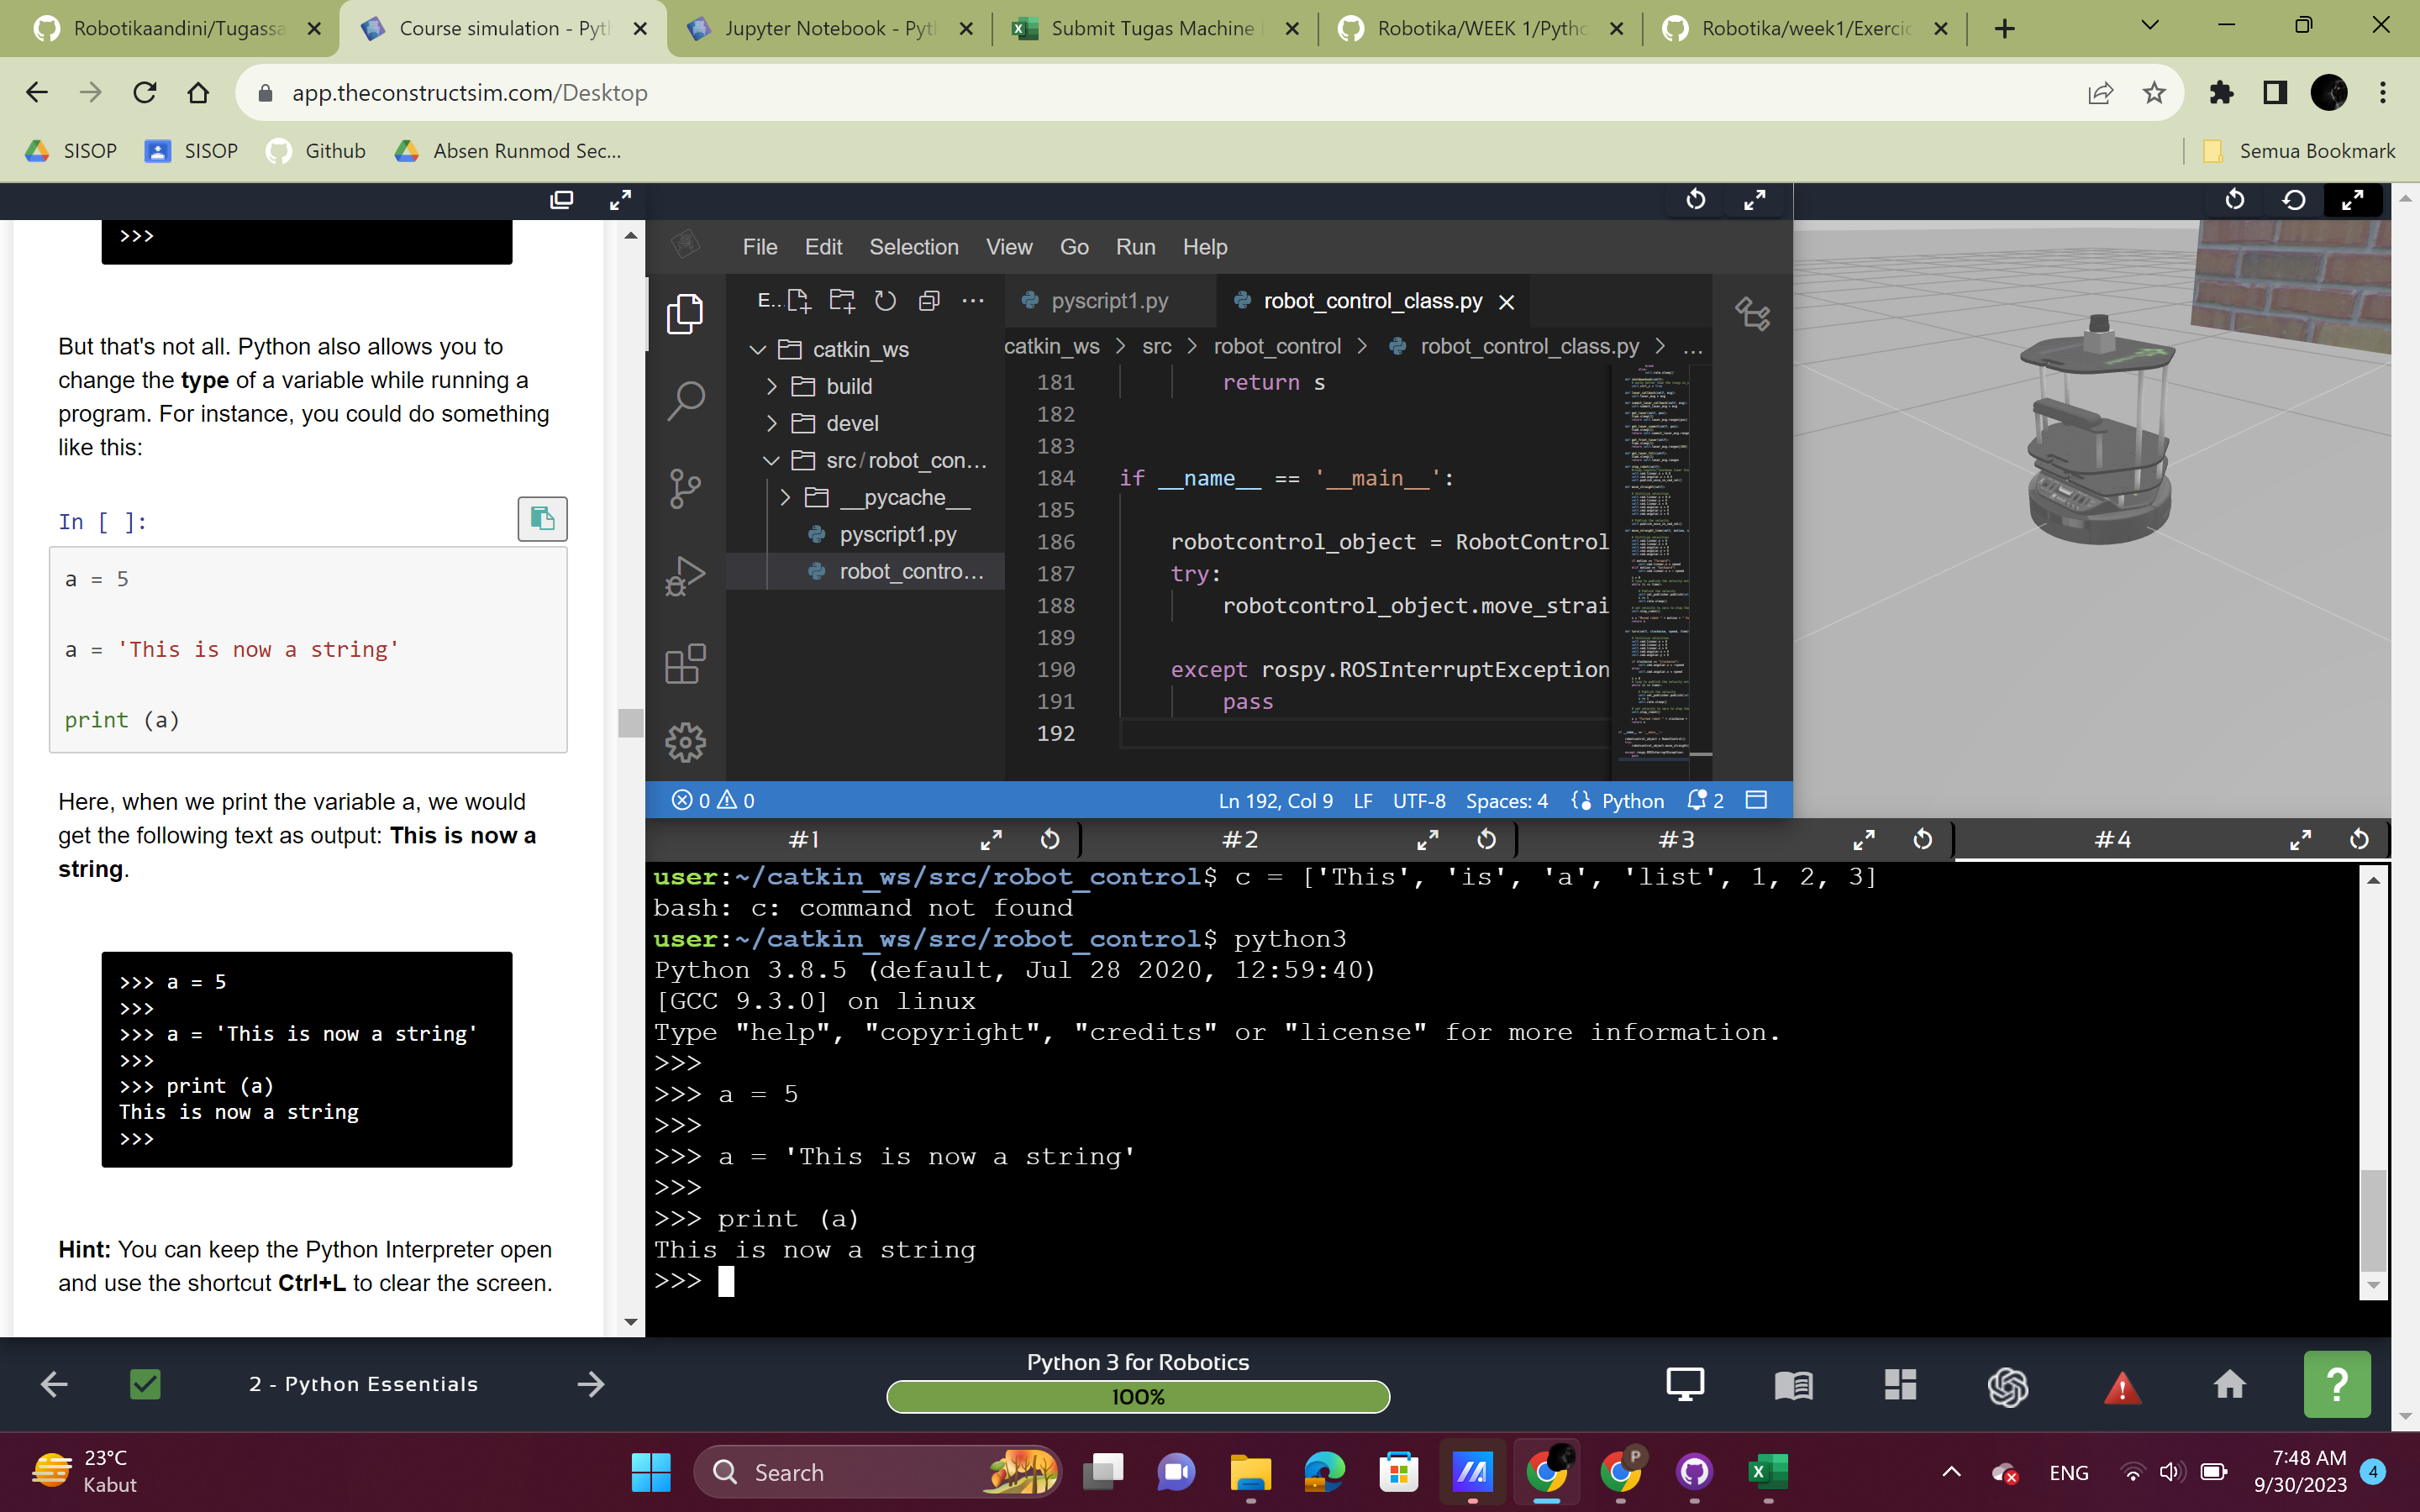 Robotikaandini/Tugassa
Course simulation - Pyt
Jupyter Notebook - Pyt
Submit Tugas Machine
Robotika/WEEK 1/Pytho
Robotika/week1/Exercic
app.theconstructsim.com/Desktop
SISOP
SISOP
Github
Absen Runmod Sec...
Semua Bookmark
>>>
But that's not all. Python also allows you to
change the type of a variable while running a
program. For instance, you could do something
like this:
In [ ]:
a = 5
a = 'This is now a string'
print (a)
Here, when we print the variable a, we would
get the following text as output: This is now a
string.
>>> a = 5
>>>
>>> a = 'This is now a string'
>>>
>>> print (a)
This is now a string
>>>
Hint: You can keep the Python Interpreter open
and use the shortcut Ctrl+L to clear the screen.
File Edit Selection View Go Run Help
E...
catkin_ws
build
devel
src/robot_con...
__pycache__
pyscript1.py
robot_contro...
pyscript1.py
robot_control_class.py
catkin_ws > src > robot_control > robot_control_class.py > ...
181 return s
182
183
184 if __name__ == '__main__':
185
186 robotcontrol_object = RobotControl
187 try:
188 robotcontrol_object.move_strai
189
190 except rospy.ROSInterruptException
191 pass
192
0 0
Ln 192, Col 9 LF UTF-8 Spaces: 4 Python 2
#1
#2
#3
#4
user:~/catkin_ws/src/robot_control$ c = ['This', 'is', 'a', 'list', 1, 2, 3]
bash: c: command not found
user:~/catkin_ws/src/robot_control$ python3
Python 3.8.5 (default, Jul 28 2020, 12:59:40)
[GCC 9.3.0] on linux
Type "help", "copyright", "credits" or "license" for more information.
>>>
>>> a = 5
>>>
>>> a = 'This is now a string'
>>>
>>> print (a)
This is now a string
>>>
2 - Python Essentials
Python 3 for Robotics
100%
?
23°C
Kabut
Search
P
ENG
7:48 AM
9/30/2023
4